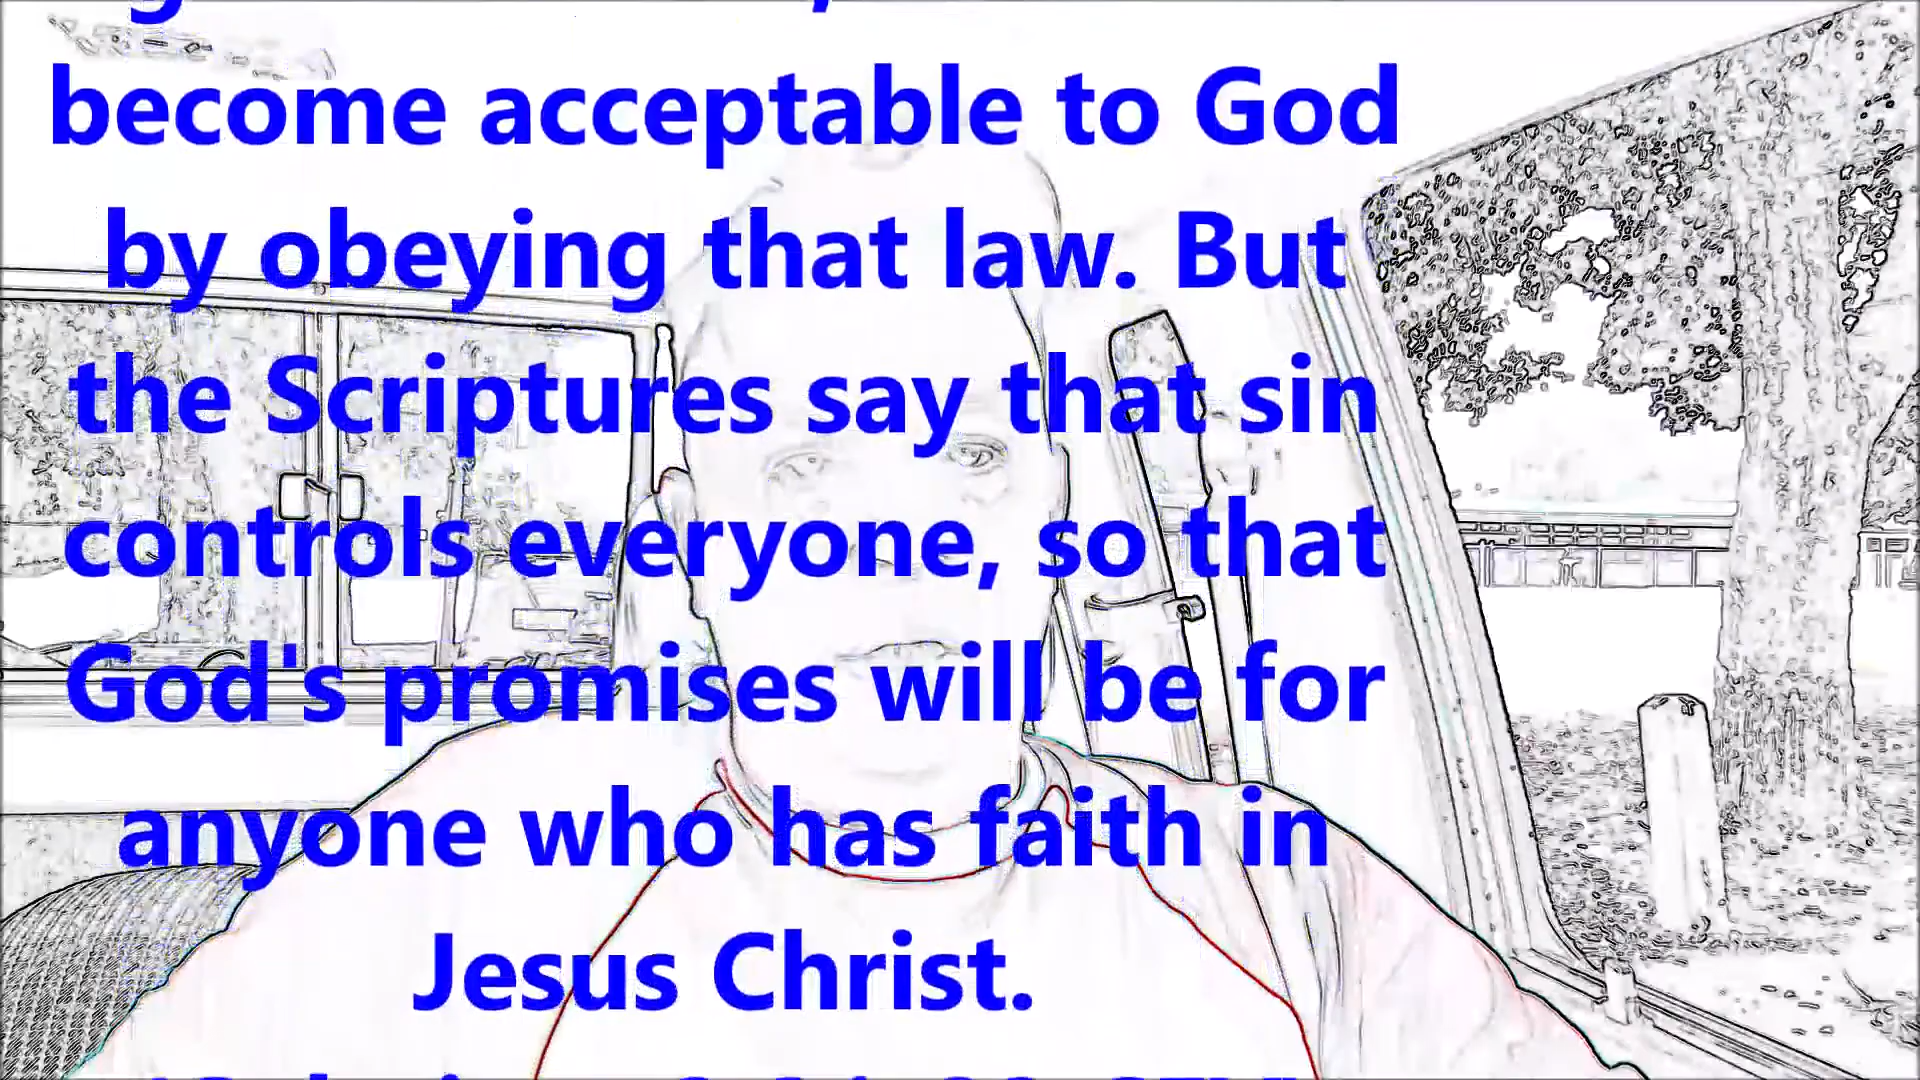 become acceptable to God
by obeying that law. But
the Scriptures say that sin
controls everyone, so that
God's promises will be for
anyone who has faith in
Jesus Christ.